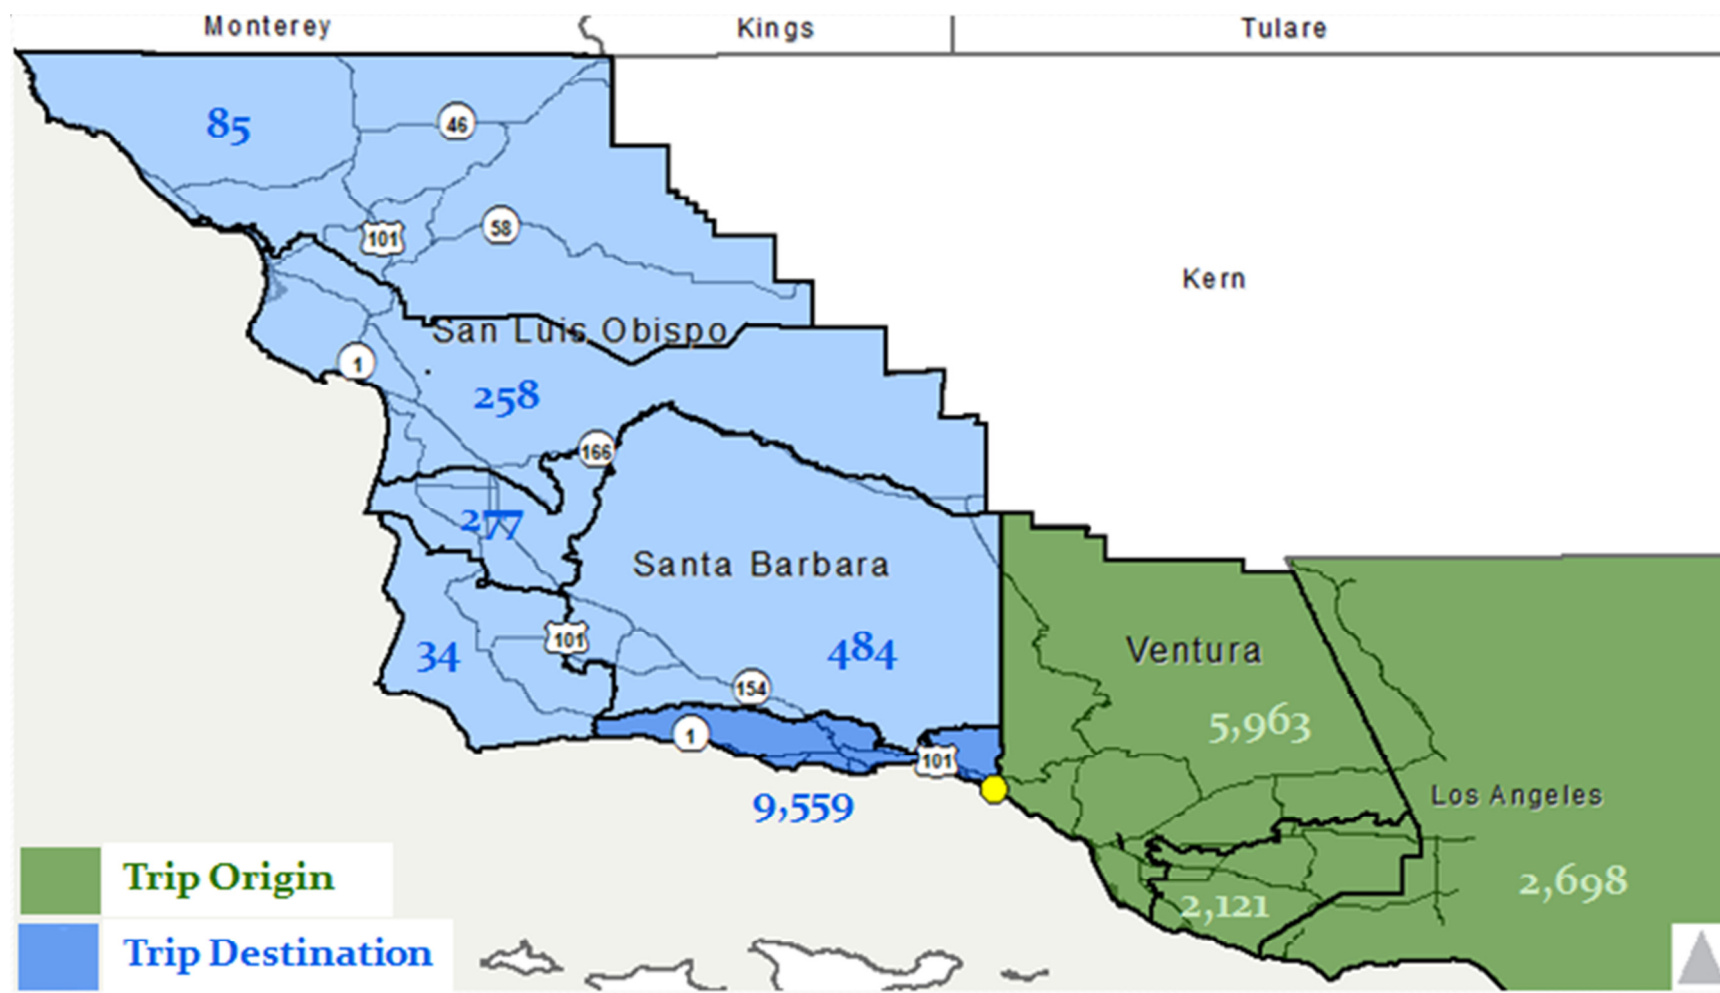 Monterey
Kings
Tulare
85
46
101
58
Kern
San Luis Obispo
1
258
166
277
Santa Barbara
34
101
484
154
Ventura
5,963
1
101
9,559
Los Angeles
2,698
2,121
Trip Origin
Trip Destination